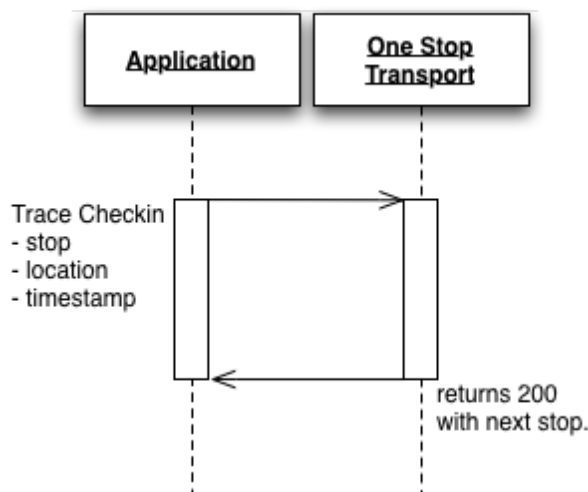 Application
One Stop
Transport
Trace Checkin
- stop
- location
- timestamp
returns 200
with next stop.